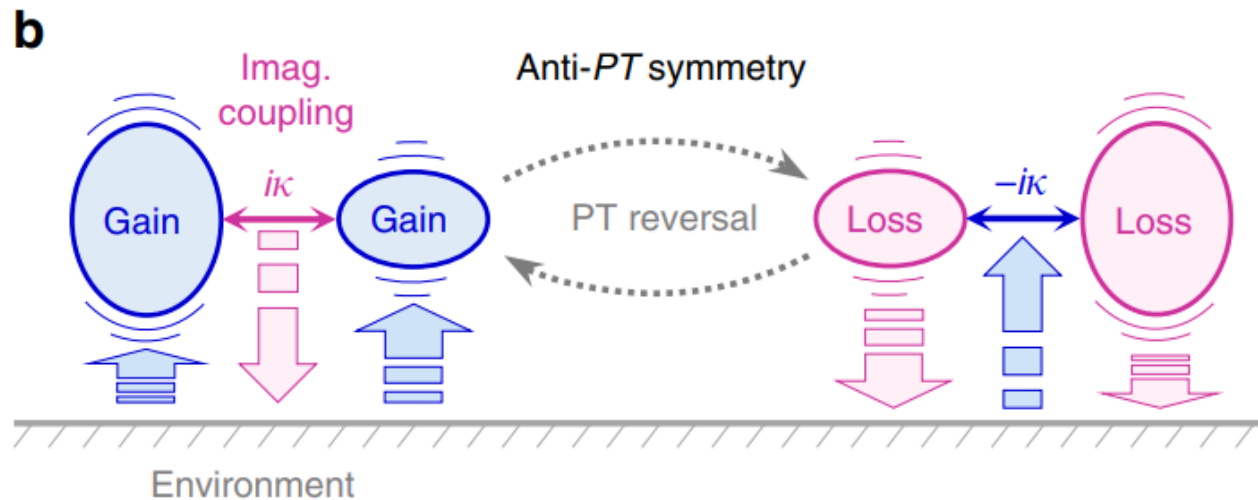 b
Imag.
coupling
Anti-PT symmetry
Gain
iκ
Gain
PT reversal
Loss
−iκ
Loss
Environment